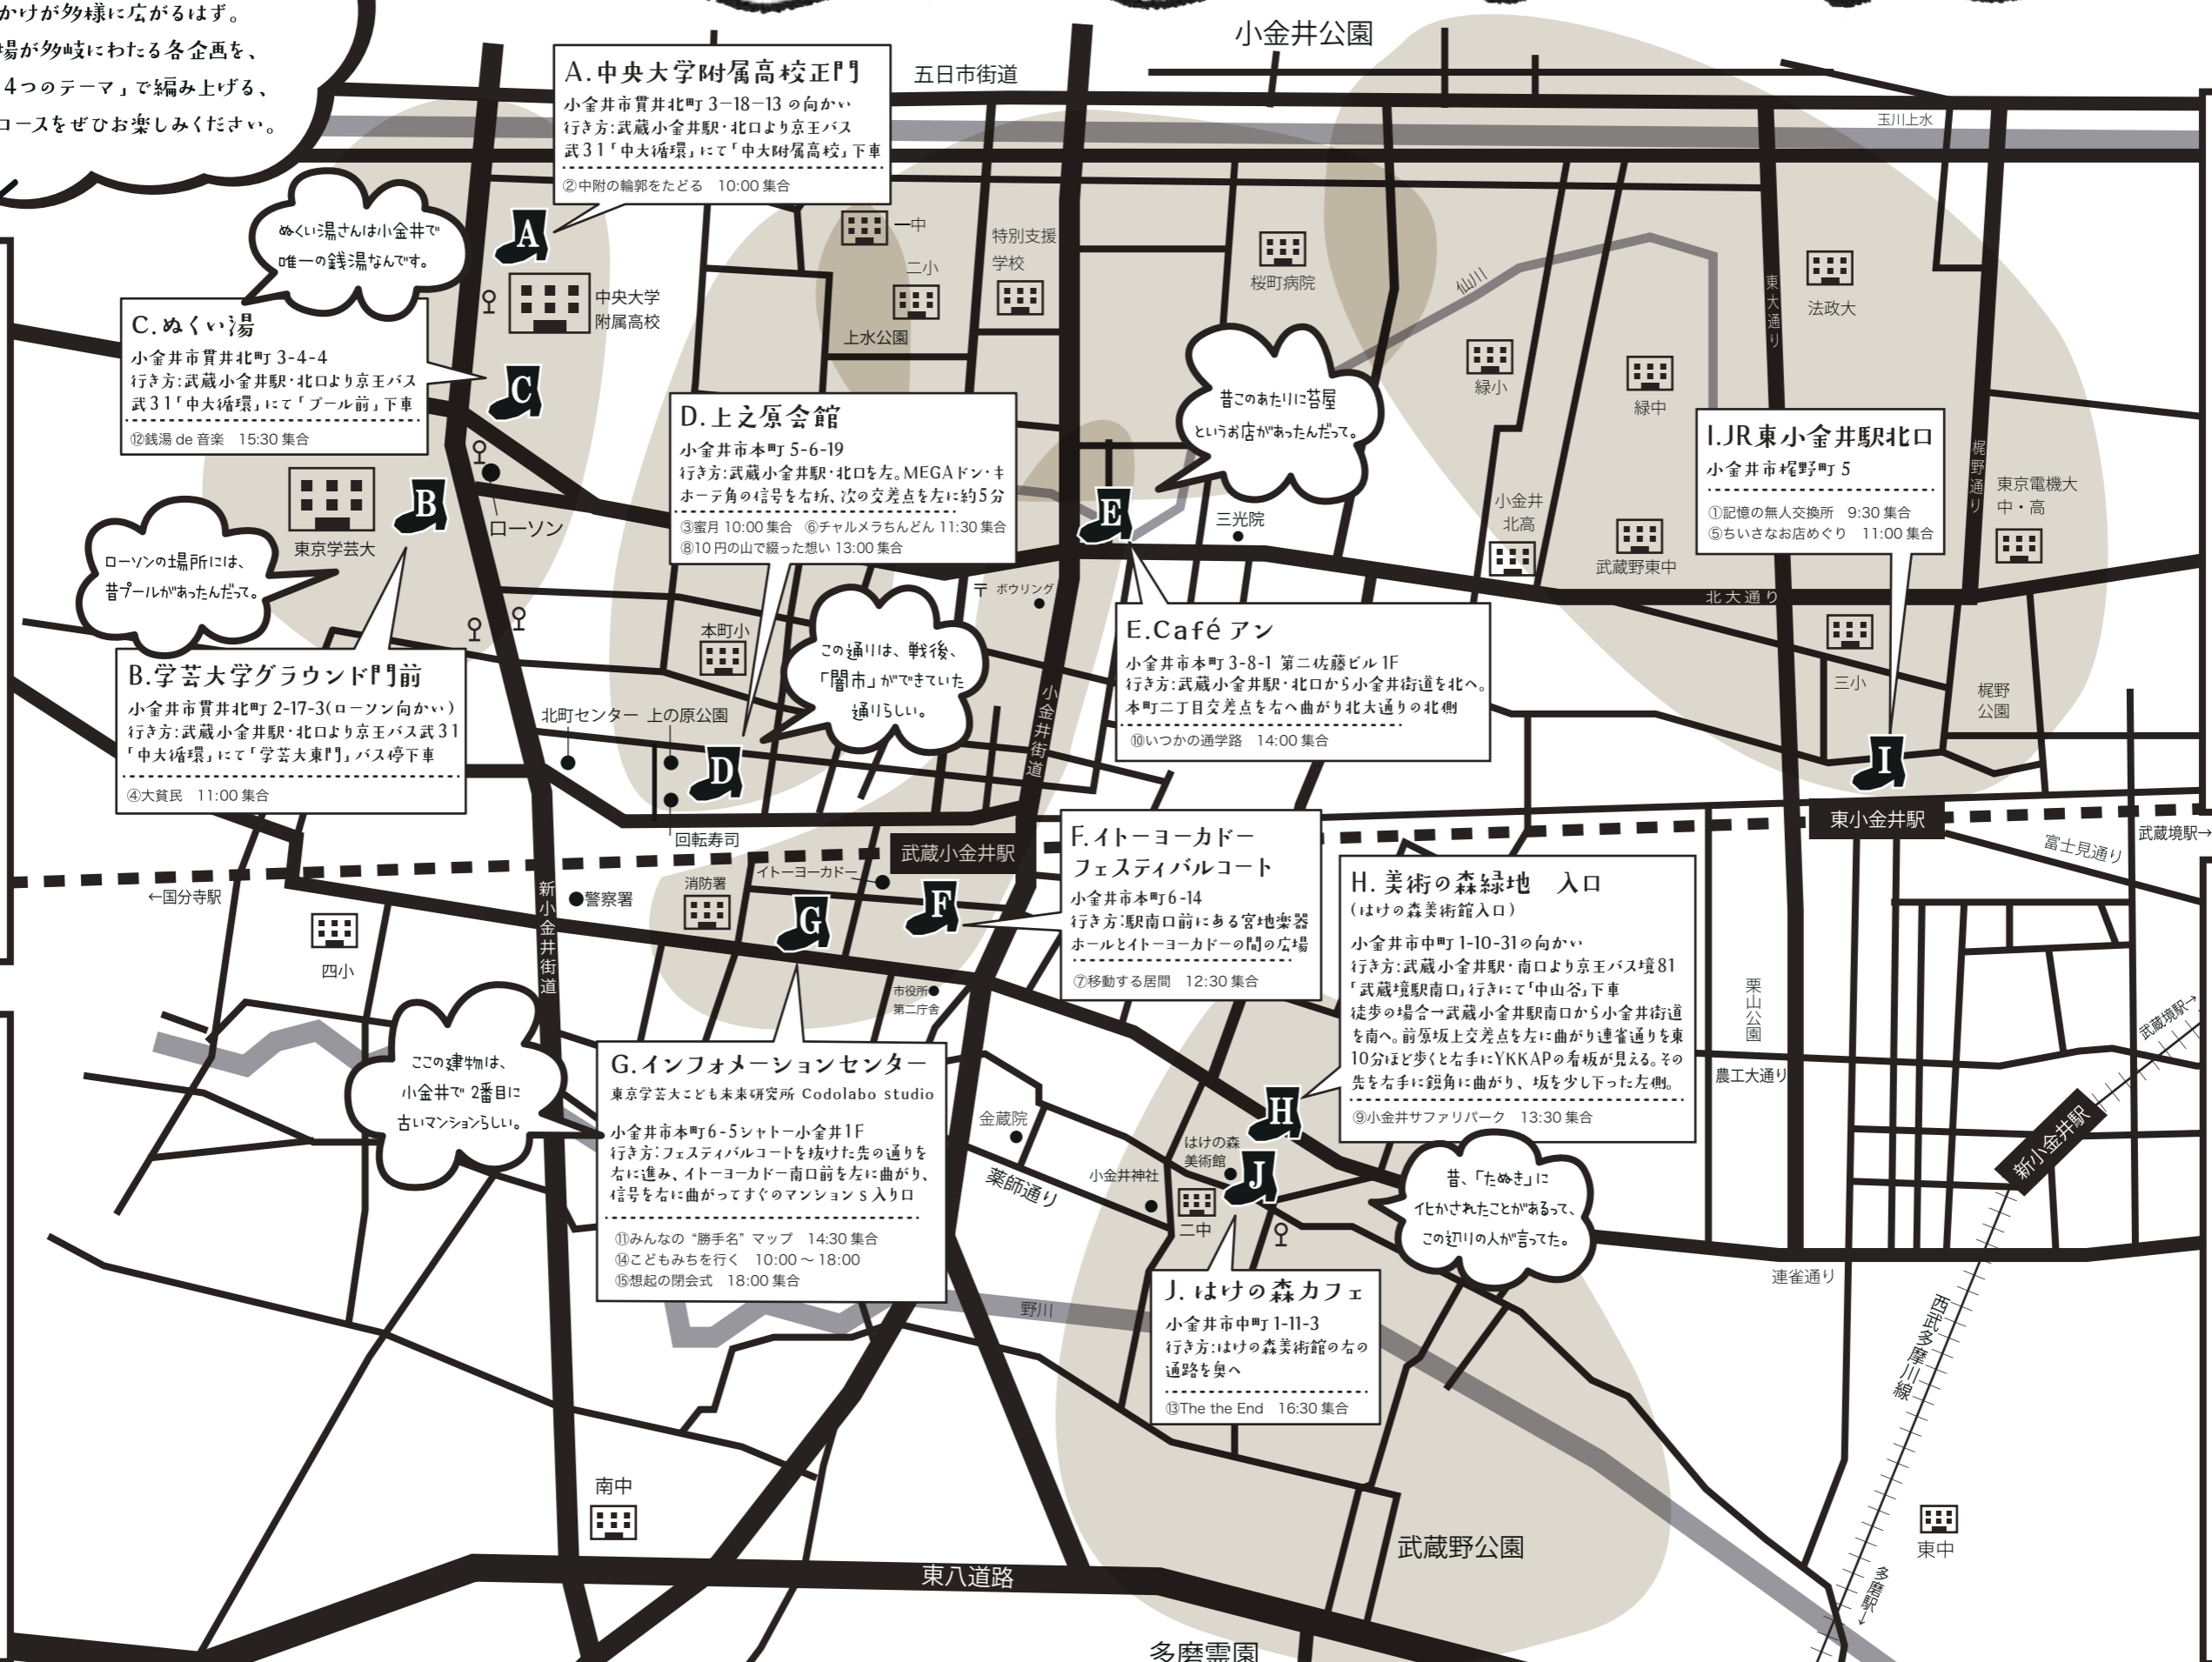 かけが多様に広がるはず。
場が多岐にわたる各企画を、
4つのテーマ」で編み上げる、
コースをぜひお楽しみください。
小金井公園
五日市街道
玉川上水
A.中央大学附属高校正門
小金井市貫井北町 3−18−13 の向かい
行き方:武蔵小金井駅・北口より京王バス
武31「中大循環」にて「中大附属高校」下車
②中附の輪郭をたどる　10:00 集合
ぬくい湯さんは小金井で
唯一の銭湯なんです。
A
中央大学
附属高校
一中
二小
特別支援
学校
上水公園
桜町病院
仙川
東大通り
法政大
緑小
緑中
C.ぬくい湯
小金井市貫井北町 3-4-4
行き方:武蔵小金井駅・北口より京王バス
武31「中大循環」にて「プール前」下車
⑫銭湯 de 音楽　15:30 集合
C
D.上之原会館
小金井市本町 5-6-19
行き方:武蔵小金井駅・北口を左。MEGAドン・キ
ホーテ角の信号を右折、次の交差点を左に約5分
③蜜月 10:00 集合　⑥チャルメラちんどん 11:30 集合
⑧10 円の山で綴った想い 13:00 集合
昔このあたりに苔屋
というお店があったんだって。
I.JR東小金井駅北口
小金井市梶野町 5
①記憶の無人交換所　9:30 集合
⑤ちいさなお店めぐり　11:00 集合
梶野通り
東京電機大
中・高
東京学芸大
B
ローソン
E
三光院
小金井
北高
武蔵野東中
北大通り
ローソンの場所には、
昔プールがあったんだって。
〒 ボウリング
本町小
この通りは、戦後、
「闇市」ができていた
通りらしい。
E.Café アン
小金井市本町 3-8-1 第二佐藤ビル 1F
行き方:武蔵小金井駅・北口から小金井街道を北へ。
本町二丁目交差点を右へ曲がり北大通りの北側
⑩いつかの通学路　14:00 集合
三小
梶野
公園
B.学芸大学グラウンド門前
小金井市貫井北町 2-17-3(ローソン向かい)
行き方:武蔵小金井駅・北口より京王バス武31
「中大循環」にて「学芸大東門」バス停下車
④大貧民　11:00 集合
北町センター
上の原公園
D
小金井街道
I
回転寿司
武蔵小金井駅
東小金井駅
武蔵境駅→
富士見通り
←国分寺駅
新小金井街道
●警察署
消防署
イトーヨーカドー
G
F
F.イトーヨーカドー
フェスティバルコート
小金井市本町6-14
行き方:駅南口前にある宮地楽器
ホールとイトーヨーカドーの間の広場
⑦移動する居間　12:30 集合
H. 美術の森緑地　入口
(はけの森美術館入口)
小金井市中町 1-10-31の向かい
行き方:武蔵小金井駅・南口より京王バス境81
「武蔵境駅南口」行きにて「中山谷」下車
徒歩の場合→武蔵小金井駅南口から小金井街道
を南へ。前原坂上交差点を左に曲がり連雀通りを東
10分ほど歩くと右手にYKKAPの看板が見える。その
先を右手に鋭角に曲がり、坂を少し下った左側。
⑨小金井サファリパーク　13:30 集合
四小
市役所●
第二庁舎
栗山公園
農工大通り
武蔵境駅→
新小金井駅
ここの建物は、
小金井で 2番目に
古いマンションらしい。
G.インフォメーションセンター
東京学芸大こども未来研究所 Codolabo studio
小金井市本町6-5シャトー小金井1F
行き方:フェスティバルコートを抜けた先の通りを
右に進み、イトーヨーカドー南口前を左に曲がり、
信号を右に曲がってすぐのマンション s 入り口
⑪みんなの “勝手名” マップ　14:30 集合
⑭こどもみちを行く　10:00 〜 18:00
⑮想起の閉会式　18:00 集合
金蔵院
薬師通り
小金井神社
はけの森
美術館
H
J
二中
昔、「たぬき」に
化かされたことがあるって、
この辺りの人が言ってた。
連雀通り
野川
J. はけの森カフェ
小金井市中町 1-11-3
行き方:はけの森美術館の右の
通路を奥へ
⑬The the End　16:30 集合
西武多摩川線
南中
武蔵野公園
東中
東八道路
多磨駅→
多磨霊園